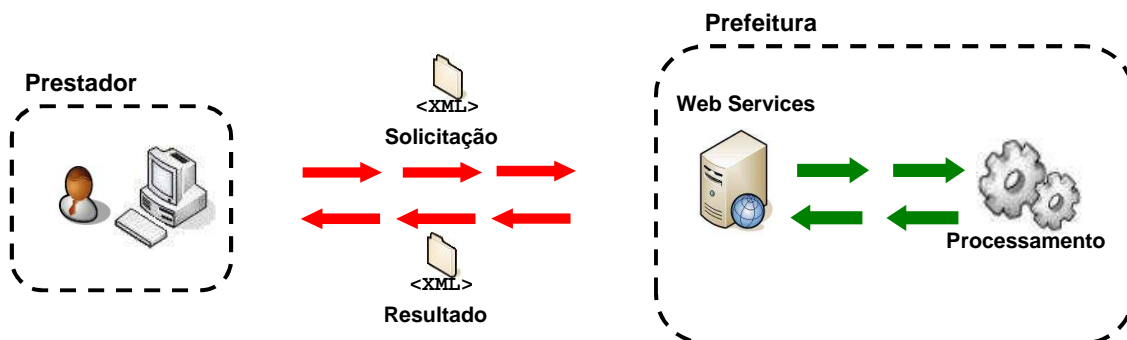 Prefeitura
Prestador
<XML>
Solicitação
Web Services
Processamento
<XML>
Resultado